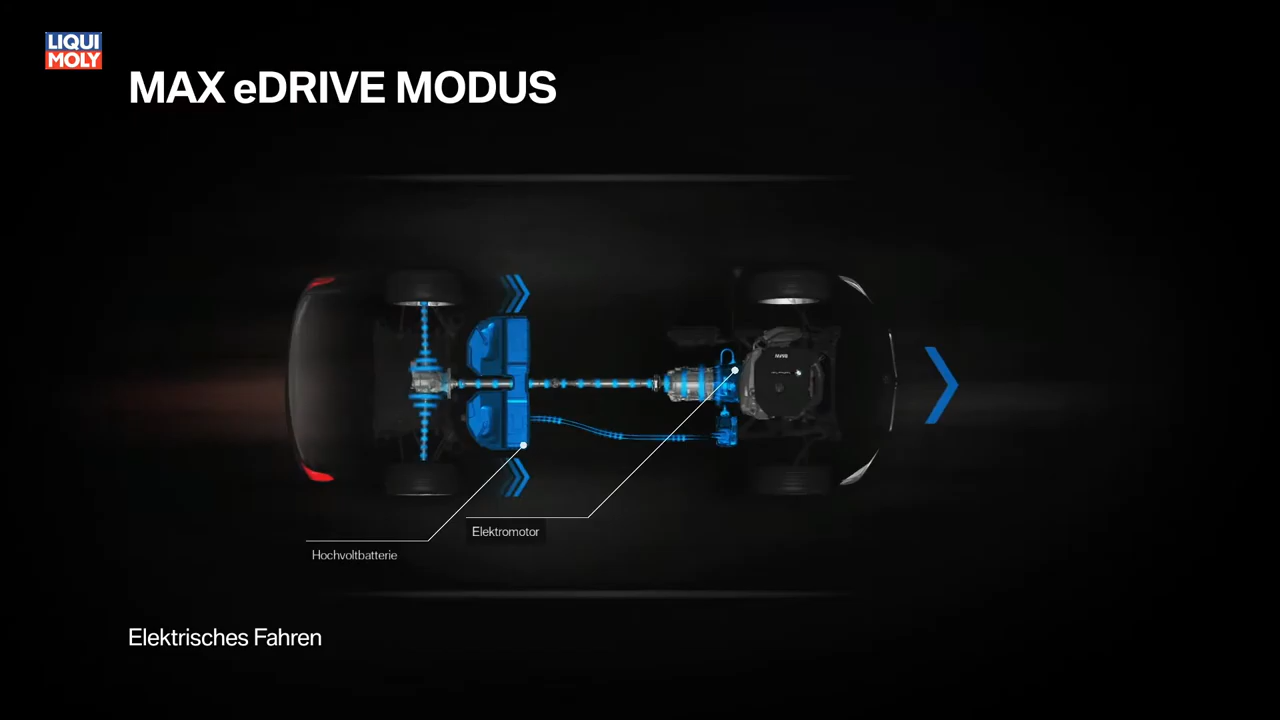 LIQUI
MOLY
MAX eDRIVE MODUS
Elektromotor
Hochvoltbatterie
Elektrisches Fahren